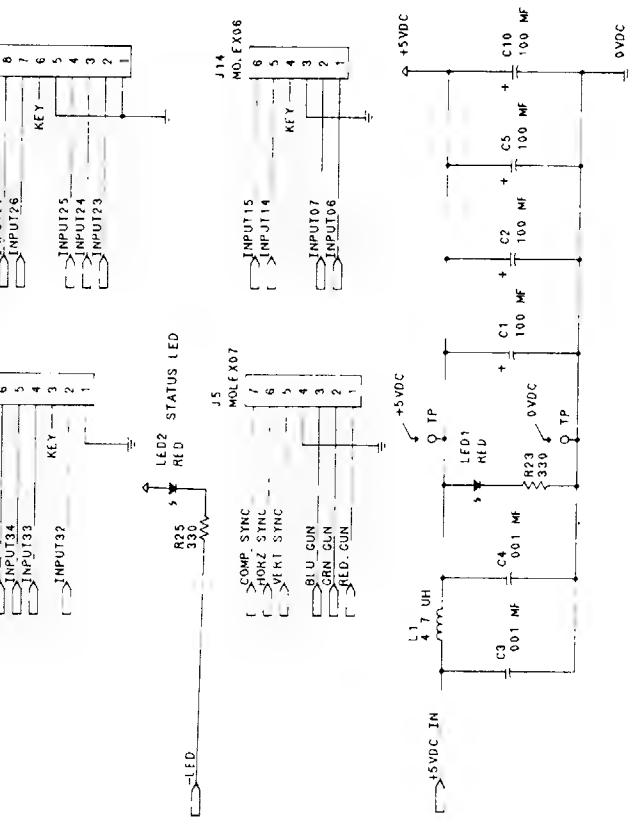 8
7
6
5
4
3
2
1
KEY
INPUT26
INPUT25
INPUT24
INPUT23
J14
MO_EX06
6
5
4
3
2
1
KEY
INPUT15
INPUT14
INPUT07
INPUT06
6
5
4
3
2
1
KEY
INPUT34
INPUT33
INPUT32
LED2
RED
STATUS LED
R25
330
-LED
J5
MOLEX07
7
6
5
4
3
2
1
COMP. SYNC
HORZ SYNC
VERT SYNC
BLU GUN
GRN GUN
RED. GUN
+5VDC IN
L1
4 7 UH
C3
001 MF
C4
001 MF
LED1
RED
R23
330
+5VDC
TP
0VDC
TP
C1
100 MF
C2
100 MF
C5
100 MF
C10
100 MF
+5VDC
0VDC